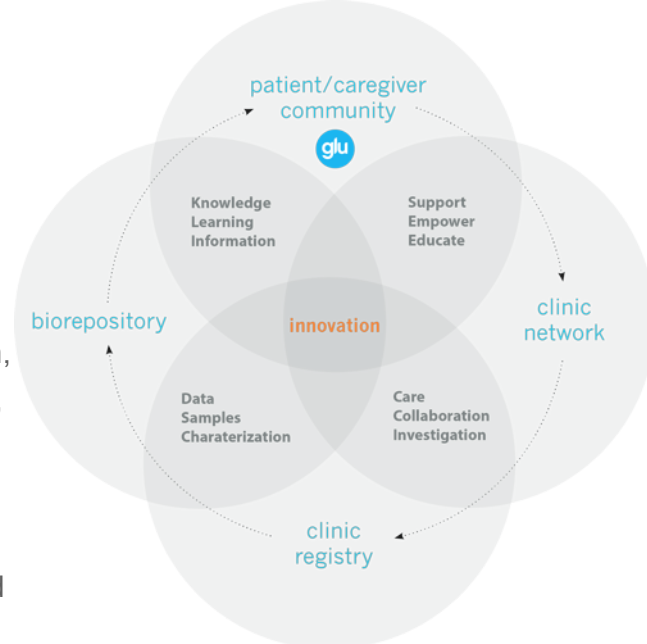 patient/caregiver
community
glu
Knowledge
Learning
Information
Support
Empower
Educate
biorepository
innovation
clinic
network
Data
Samples
Charaterization
Care
Collaboration
Investigation
clinic
registry